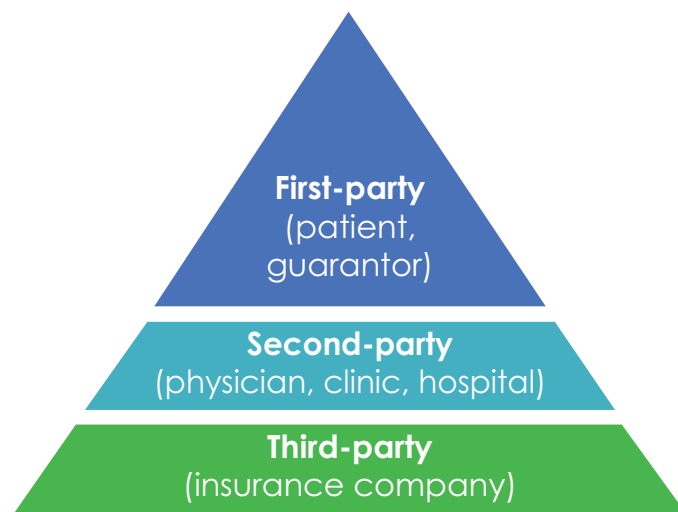 First-party
(patient,
guarantor)
Second-party
(physician, clinic, hospital)
Third-party
(insurance company)